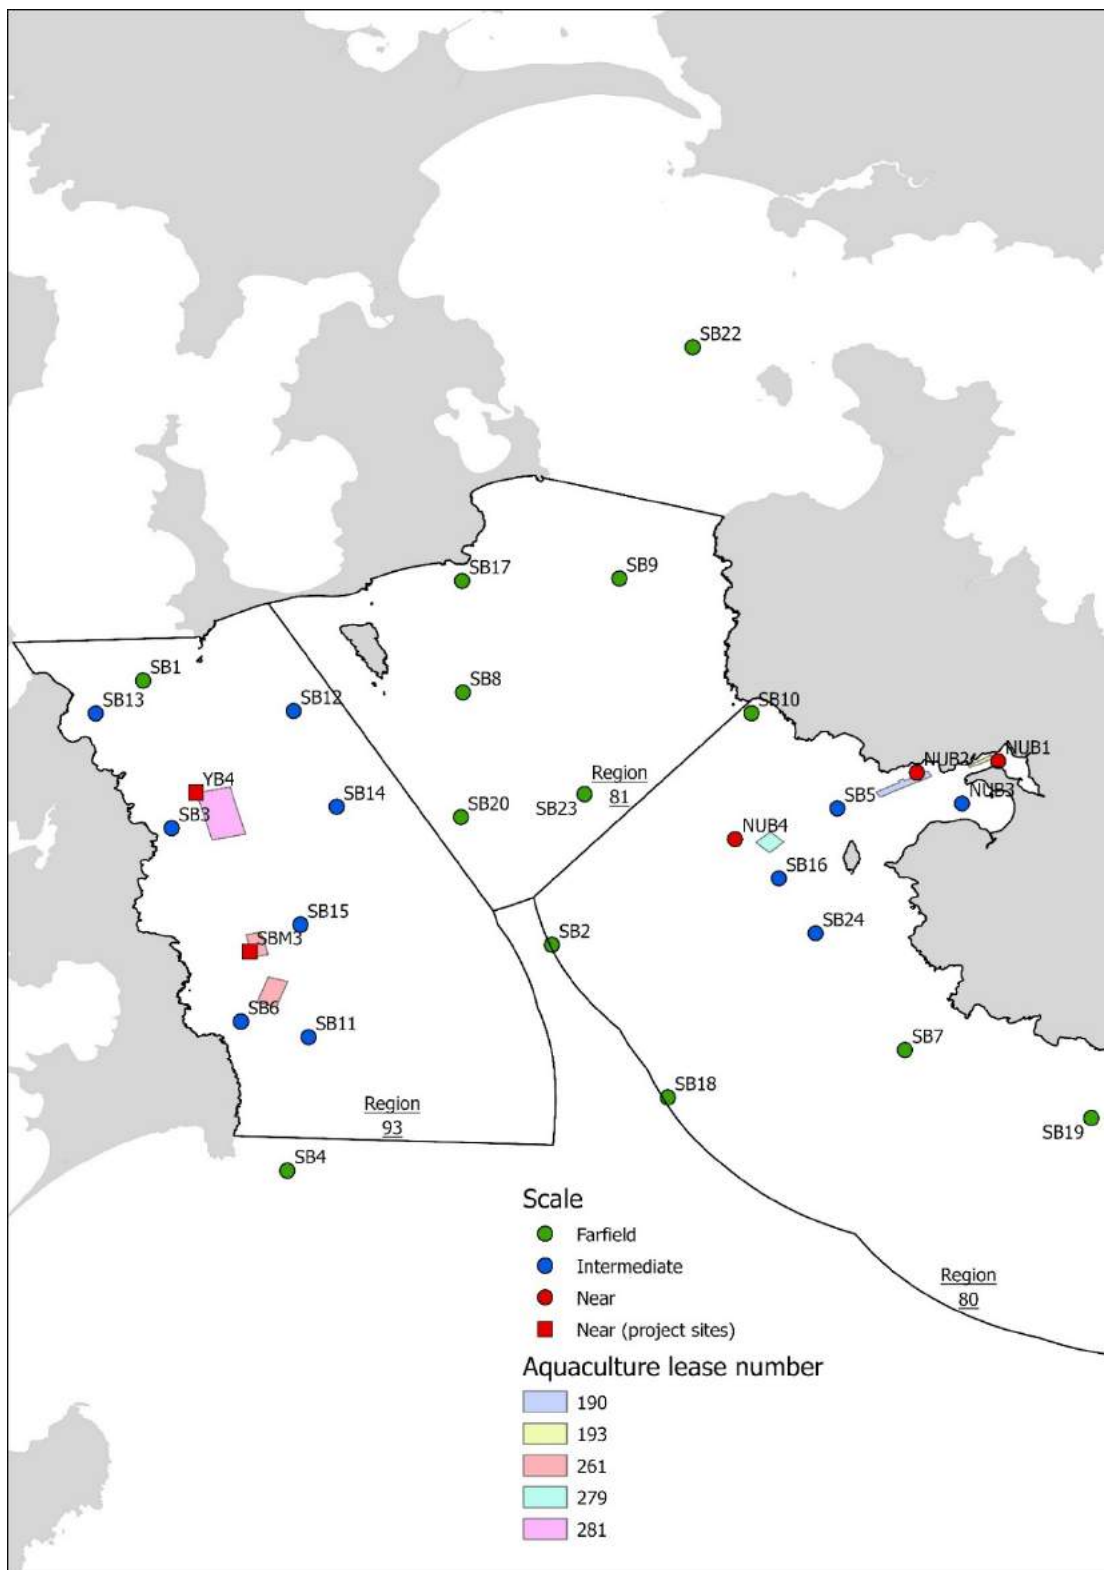 SB22
SB17
SB9
SB1
SB8
SB13
SB12
SB10
NUB1
NUB2
YB4
Region
81
SB14
SB23
SB5
NUB3
SB3
SB20
NUB4
SB16
SB15
SB24
SBM3
SB2
SB6
SB11
SB7
SB18
Region
93
SB19
SB4
Scale
Farfield
Intermediate
Near
Near (project sites)
Region
80
Aquaculture lease number
190
193
261
279
281